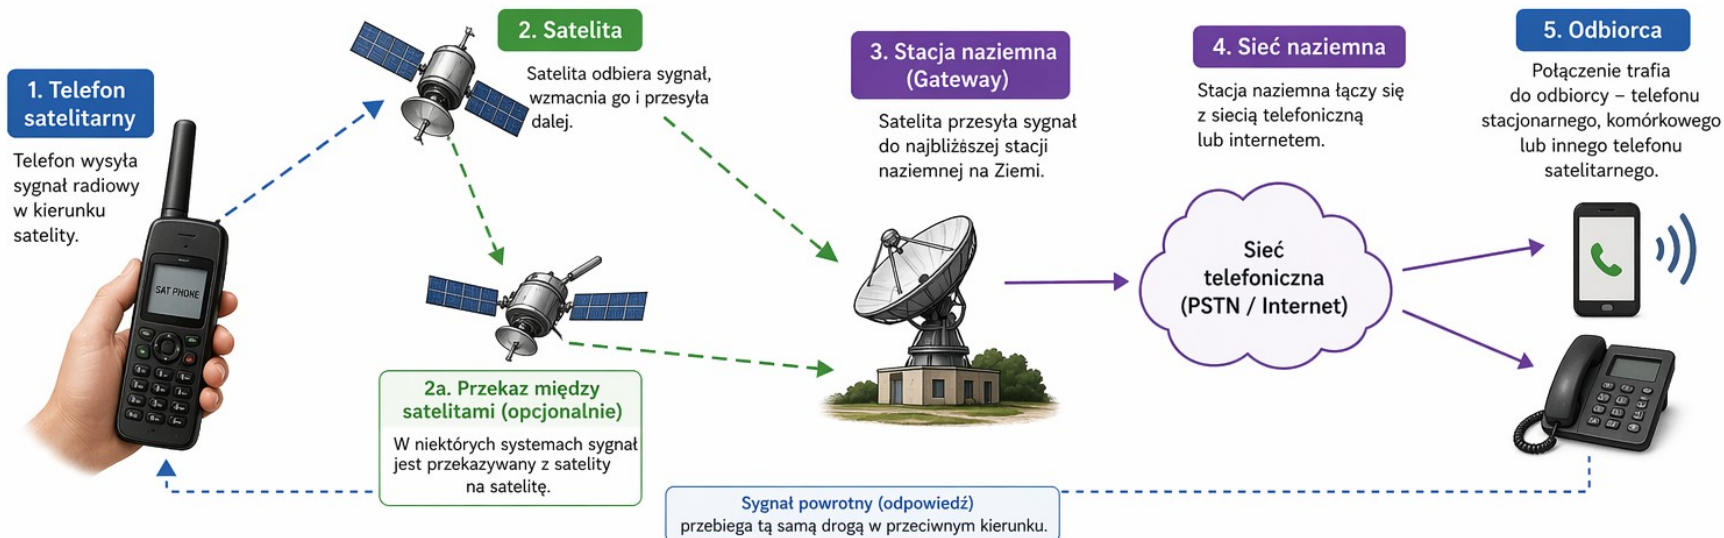 1. Telefon
satelitarny
Telefon wysyła
sygnał radiowy
w kierunku
satelity.
SAT PHONE
2. Satelita
Satelita odbiera sygnał,
wzmacnia go i przesyła
dalej.
2a. Przekaz między
satelitami (opcjonalnie)
W niektórych systemach sygnał
jest przekazywany z satelity
na satelitę.
3. Stacja naziemna
(Gateway)
Satelita przesyła sygnał
do stacji
naziemnej na Ziemi.
4. Sieć naziemna
Stacja naziemna łączy się
z siecią telefoniczną
lub internetem.
Sieć
telefoniczna
(PSTN / Internet)
5. Odbiorca
Połączenie trafia
do odbiorcy – telefonu
stacjonarnego, komórkowego
lub innego telefonu
satelitarnego.
Sygnał powrotny (odpowiedź)
przebiega tą samą drogą w przeciwnym kierunku.